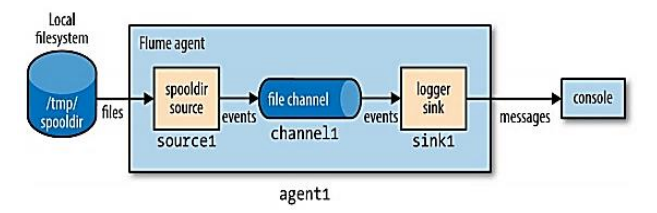 Local
filesystem
/tmp/
spooldir
files
Flume agent
spooldir
source
source1
events
file channel
channel1
events
logger
sink
sink1
messages
console
agent1